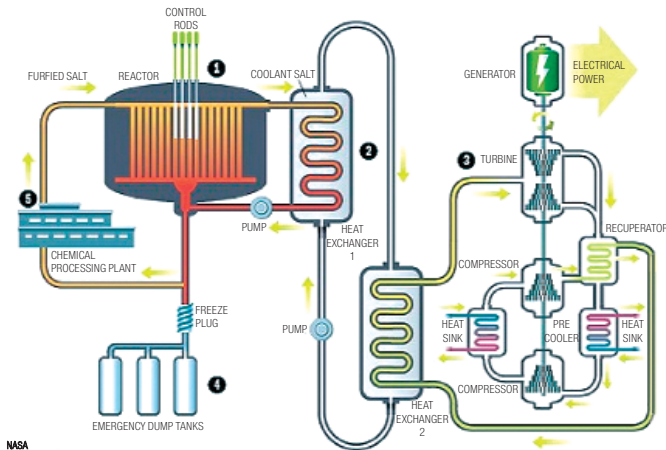 CONTROL
RODS
FURFIED SALT
REACTOR
1
COOLANT SALT
GENERATOR
ELECTRICAL
POWER
2
3
TURBINE
5
RECUPERATOR
PUMP
HEAT
EXCHANGER
1
CHEMICAL
PROCESSING PLANT
COMPRESSOR
FREEZE
PLUG
PUMP
HEAT
SINK
PRE
COOLER
HEAT
SINK
4
COMPRESSOR
EMERGENCY DUMP TANKS
HEAT
EXCHANGER
2
NASA